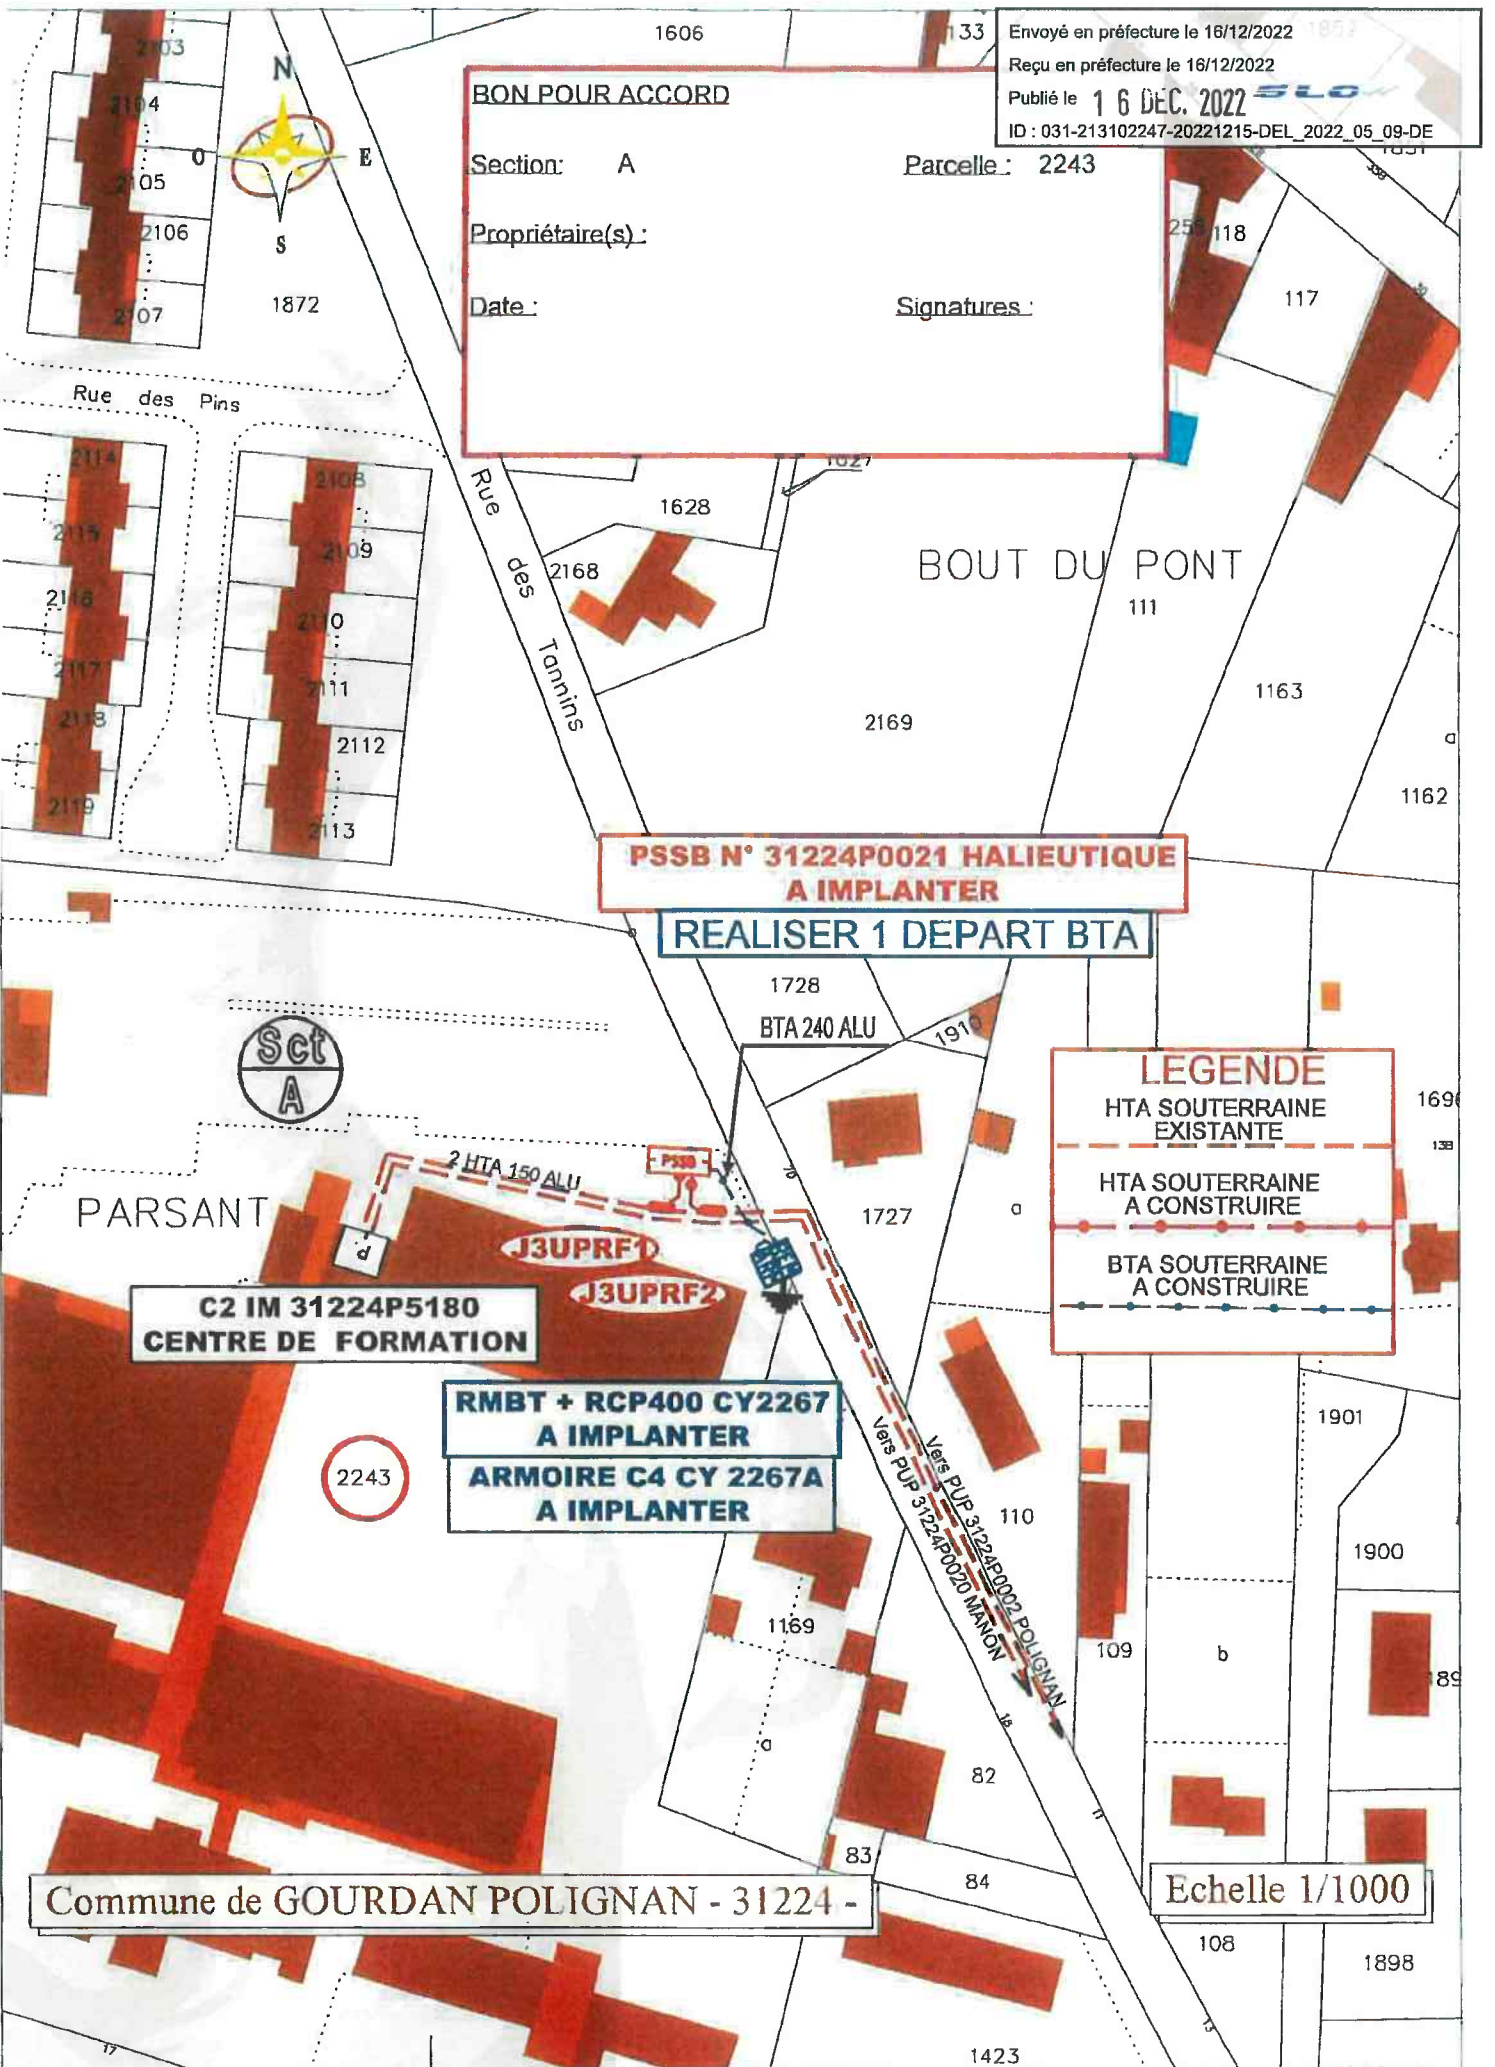 1606
133
Envoyé en préfecture le 16/12/2022
Reçu en préfecture le 16/12/2022
Publié le 16 DEC. 2022 SLO
ID : 031-213102247-20221215-DEL_2022_05_09-DE
2103
2104
2105
2106
2107
1872
N
O
E
S
BON POUR ACCORD
Section: A
Parcelle : 2243
Propriétaire(s) :
Date :
Signatures :
118
117
Rue des Pins
2114
2115
2116
2117
2118
2119
2108
2109
2110
2111
2112
2113
Rue des Tannins
1628
2168
BOUT DU PONT
111
2169
1163
a
1162
PSSB N° 31224P0021 HALIEUTIQUE
A IMPLANTER
REALISER 1 DEPART BTA
1728
BTA 240 ALU
1910
Sct
A
LEGENDE
HTA SOUTERRAINE
EXISTANTE
HTA SOUTERRAINE
A CONSTRUIRE
BTA SOUTERRAINE
A CONSTRUIRE
2 HTA 150 ALU
PSSB
PARSANT
P.
1727
a
J3UPRF1
J3UPRF2
C2 IM 31224P5180
CENTRE DE FORMATION
RMBT + RCP400 CY2267
A IMPLANTER
ARMOIRE C4 CY 2267A
A IMPLANTER
2243
Vers PUP 31224P0020 MANON
Vers PUP 31224P0002 POLIGNAN
110
1901
1900
1169
109
b
a
82
83
84
Commune de GOURDAN POLIGNAN - 31224 -
Echelle 1/1000
108
1898
1423
17
18
11
13